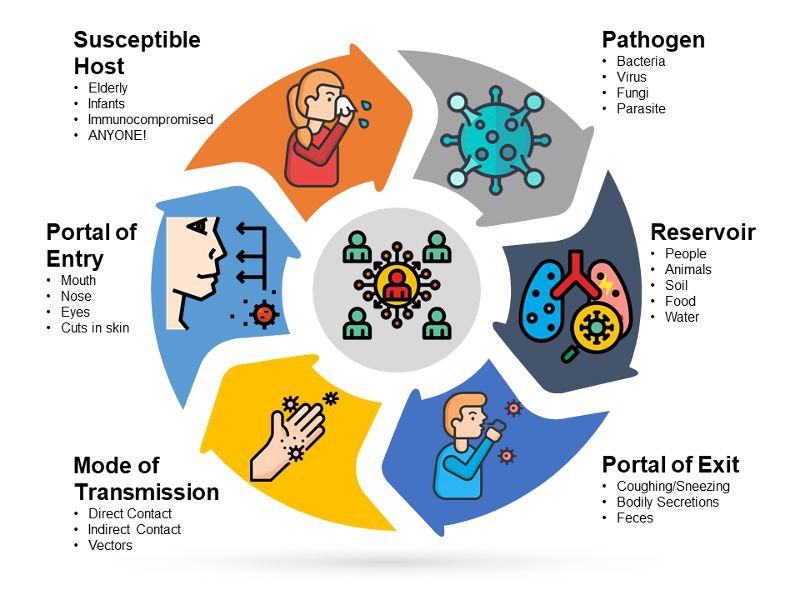 Susceptible
Host
• Elderly
• Infants
• Immunocompromised
• ANYONE!
Pathogen
• Bacteria
• Virus
• Fungi
• Parasite
Portal of
Entry
• Mouth
• Nose
• Eyes
• Cuts in skin
Reservoir
• People
• Animals
• Soil
• Food
• Water
Mode of
Transmission
• Direct Contact
• Indirect Contact
• Vectors
Portal of Exit
• Coughing/Sneezing
• Bodily Secretions
• Feces